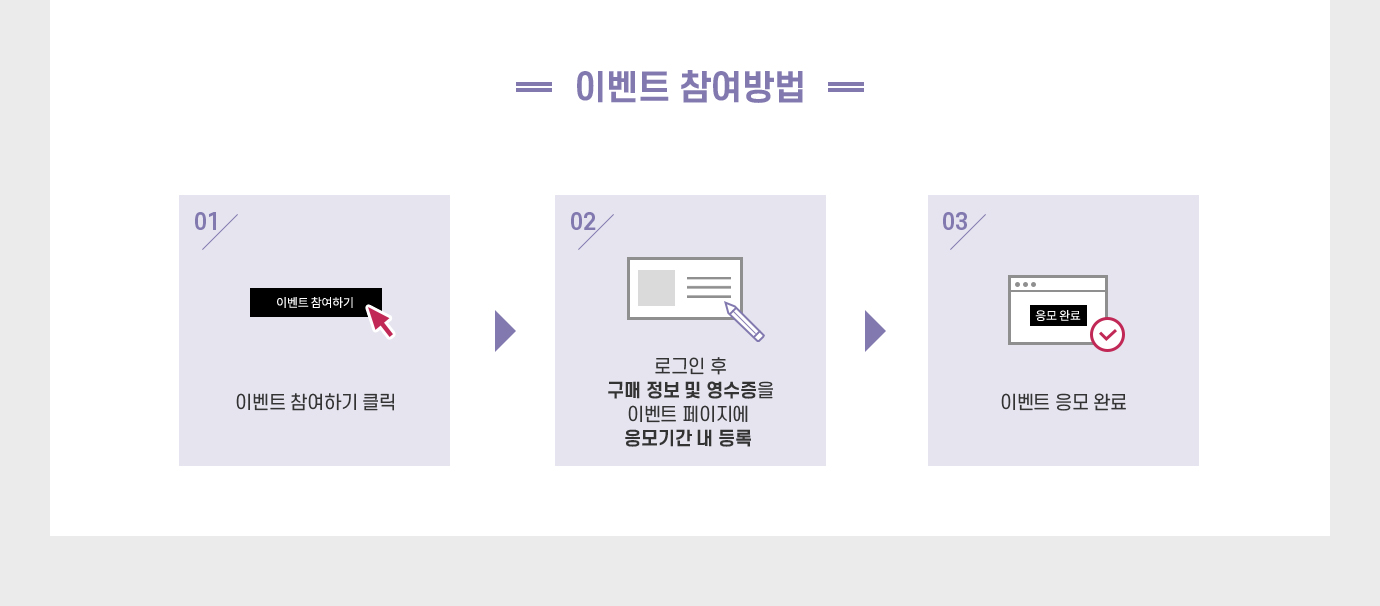 이벤트 참여방법
01
이벤트 참여하기
이벤트 참여하기 클릭
02
로그인 후
구매 정보 및 영수증을
이벤트 페이지에
응모기간 내 등록
03
응모 완료
이벤트 응모 완료